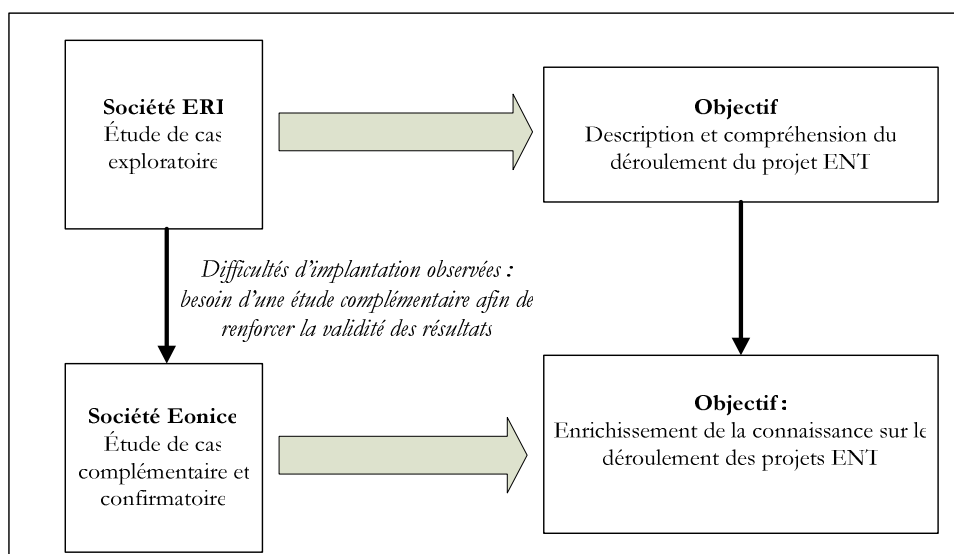 Société ERI
Étude de cas
exploratoire
Objectif
Description et compréhension du
déroulement du projet ENT
Difficultés d'implantation observées :
besoin d'une étude complémentaire afin de
renforcer la validité des résultats
Société Eonice
Étude de cas
complémentaire et
confirmatoire
Objectif :
Enrichissement de la connaissance sur le
déroulement des projets ENT